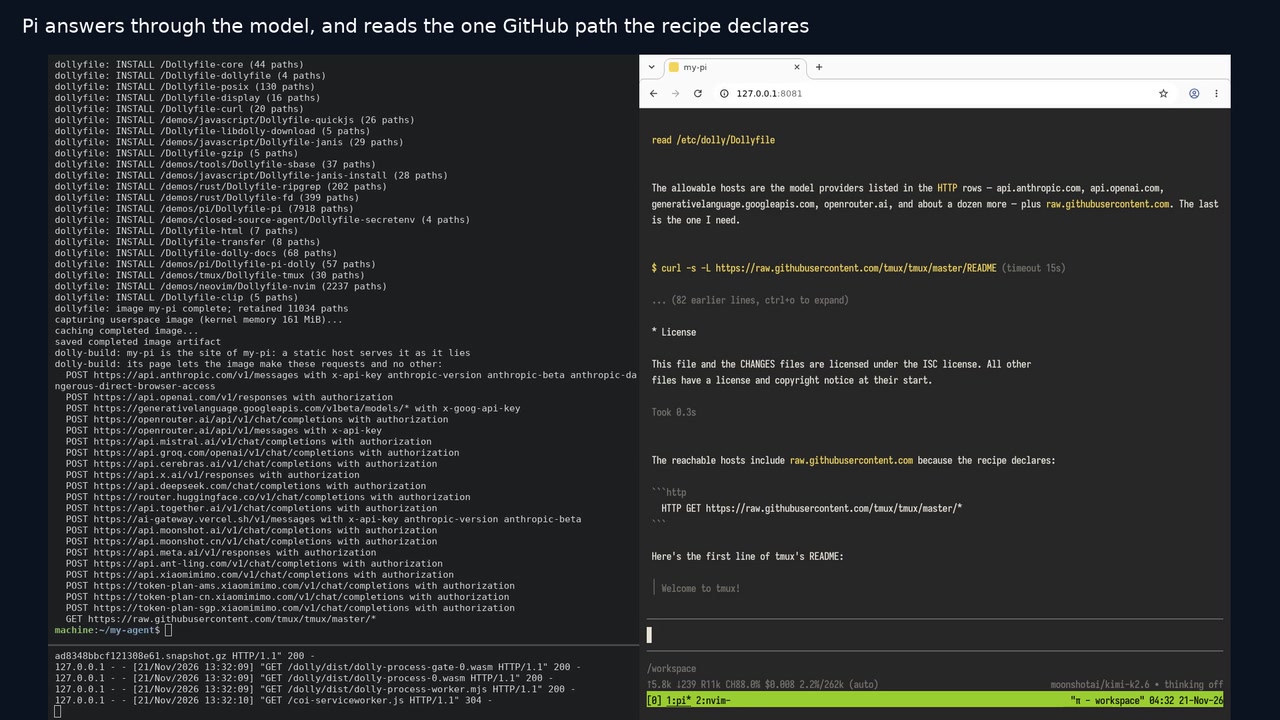 Pi answers through the model, and reads the one GitHub path the recipe declares
dollyfile: INSTALL /Dollyfile-core (44 paths)
dollyfile: INSTALL /Dollyfile-dollyfile (4 paths)
dollyfile: INSTALL /Dollyfile-posix (130 paths)
dollyfile: INSTALL /Dollyfile-display (16 paths)
dollyfile: INSTALL /Dollyfile-curl (20 paths)
dollyfile: INSTALL /demos/javascript/Dollyfile-quickjs (26 paths)
dollyfile: INSTALL /Dollyfile-libdolly-download (5 paths)
dollyfile: INSTALL /demos/javascript/Dollyfile-janis (29 paths)
dollyfile: INSTALL /Dollyfile-gzip (5 paths)
dollyfile: INSTALL /demos/tools/Dollyfile-sbase (37 paths)
dollyfile: INSTALL /demos/javascript/Dollyfile-janis-install (28 paths)
dollyfile: INSTALL /demos/rust/Dollyfile-ripgrep (202 paths)
dollyfile: INSTALL /demos/rust/Dollyfile-fd (399 paths)
dollyfile: INSTALL /demos/pi/Dollyfile-pi (7918 paths)
dollyfile: INSTALL /demos/closed-source-agent/Dollyfile-secretenv (4 paths)
dollyfile: INSTALL /Dollyfile-html (7 paths)
dollyfile: INSTALL /Dollyfile-transfer (8 paths)
dollyfile: INSTALL /Dollyfile-dolly-docs (68 paths)
dollyfile: INSTALL /demos/pi/Dollyfile-pi-dolly (57 paths)
dollyfile: INSTALL /demos/tmux/Dollyfile-tmux (30 paths)
dollyfile: INSTALL /demos/neovim/Dollyfile-nvim (2237 paths)
dollyfile: INSTALL /Dollyfile-clip (5 paths)
dollyfile: image my-pi complete; retained 11034 paths
capturing userspace image (kernel memory 161 MiB)...
caching completed image...
saved completed image artifact
dolly-build: my-pi is the site of my-pi: a static host serves it as it lies
dolly-build: its page lets the image make these requests and no other:
POST https://api.anthropic.com/v1/messages with x-api-key anthropic-version anthropic-beta anthropic-da
ngerous-direct-browser-access
POST https://api.openai.com/v1/responses with authorization
POST https://generativelanguage.googleapis.com/v1beta/models/* with x-goog-api-key
POST https://openrouter.ai/api/v1/chat/completions with authorization
POST https://openrouter.ai/api/v1/messages with x-api-key
POST https://api.mistral.ai/v1/chat/completions with authorization
POST https://api.groq.com/openai/v1/chat/completions with authorization
POST https://api.cerebras.ai/v1/chat/completions with authorization
POST https://api.x.ai/v1/responses with authorization
POST https://api.deepseek.com/chat/completions with authorization
POST https://router.huggingface.co/v1/chat/completions with authorization
POST https://api.together.ai/v1/chat/completions with authorization
POST https://ai-gateway.vercel.sh/v1/messages with x-api-key anthropic-version anthropic-beta
POST https://api.moonshot.ai/v1/chat/completions with authorization
POST https://api.moonshot.cn/v1/chat/completions with authorization
POST https://api.meta.ai/v1/responses with authorization
POST https://api.ant-ling.com/v1/chat/completions with authorization
POST https://api.xiaomimimo.com/v1/chat/completions with authorization
POST https://token-plan-ams.xiaomimimo.com/v1/chat/completions with authorization
POST https://token-plan-cn.xiaomimimo.com/v1/chat/completions with authorization
POST https://token-plan-sgp.xiaomimimo.com/v1/chat/completions with authorization
GET https://raw.githubusercontent.com/tmux/tmux/master/*
machine:~/my-agent$
ad8348bbcf121308e61.snapshot.gz HTTP/1.1" 200 -
127.0.0.1 - - [21/Nov/2026 13:32:09] "GET /dolly/dist/dolly-process-gate-0.wasm HTTP/1.1" 200 -
127.0.0.1 - - [21/Nov/2026 13:32:09] "GET /dolly/dist/dolly-process-0.wasm HTTP/1.1" 200 -
127.0.0.1 - - [21/Nov/2026 13:32:09] "GET /dolly/dist/dolly-process-worker.mjs HTTP/1.1" 200 -
127.0.0.1 - - [21/Nov/2026 13:32:10] "GET /coi-serviceworker.js HTTP/1.1" 304 -
my-pi
127.0.0.1:8081
read /etc/dolly/Dollyfile
The allowable hosts are the model providers listed in the HTTP rows — api.anthropic.com, api.openai.com,
generativelanguage.googleapis.com, openrouter.ai, and about a dozen more — plus raw.githubusercontent.com. The last
is the one I need.
$ curl -s -L https://raw.githubusercontent.com/tmux/tmux/master/README (timeout 15s)
... (82 earlier lines, ctrl+o to expand)
* License
This file and the CHANGES files are licensed under the ISC license. All other
files have a license and copyright notice at their start.
Took 0.3s
The reachable hosts include raw.githubusercontent.com because the recipe declares:
```http
HTTP GET https://raw.githubusercontent.com/tmux/tmux/master/*
```
Here's the first line of tmux's README:
Welcome to tmux!
/workspace
↑5.8k ↓239 R11k CH88.0% $0.008 2.2%/262k (auto) moonshotai/kimi-k2.6 • thinking off
[0] 1:pi* 2:nvim- "π - workspace" 04:32 21-Nov-26